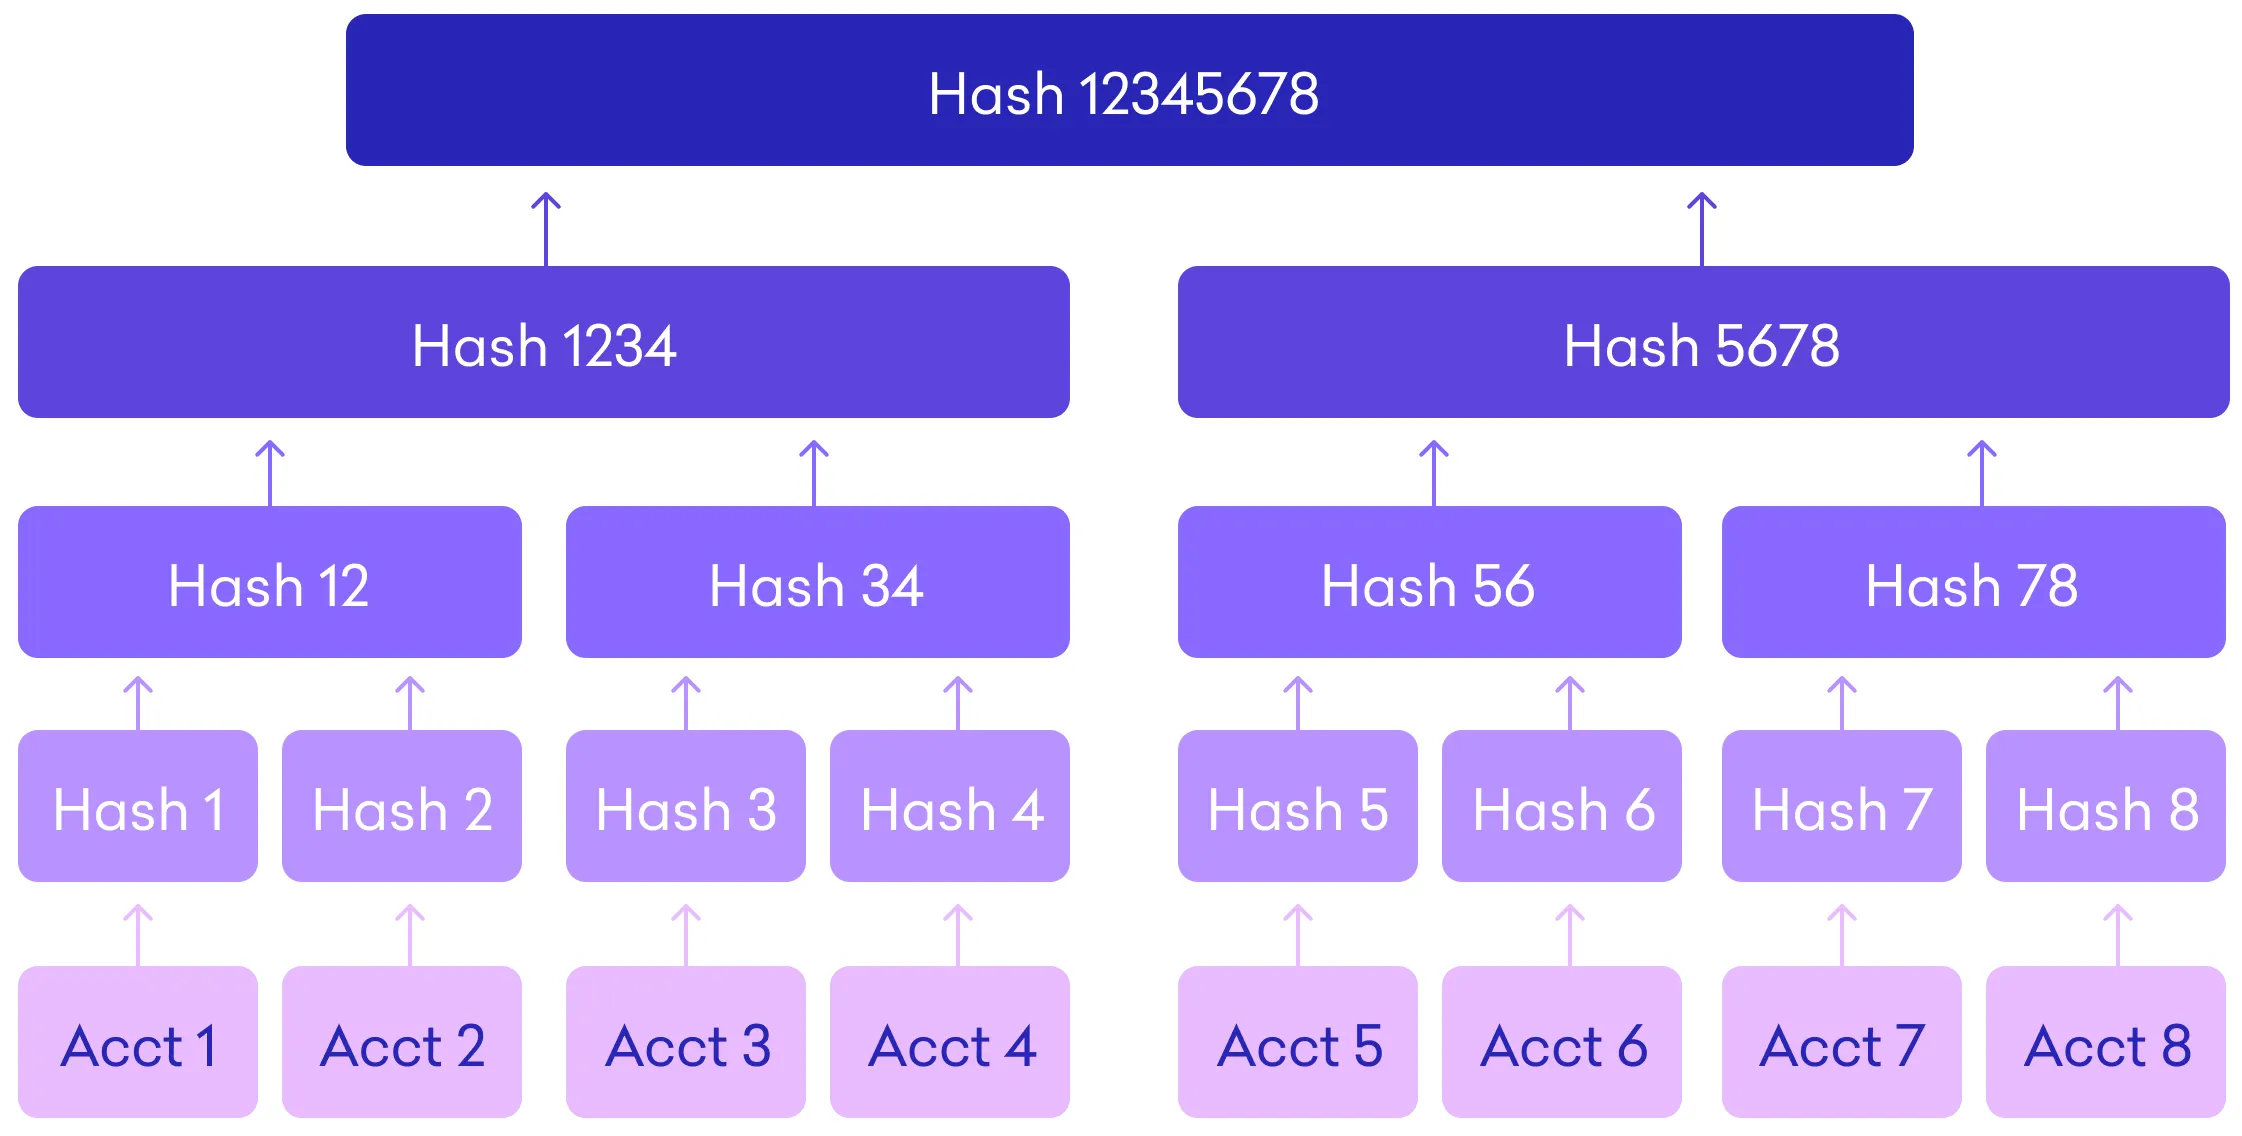 Hash 12345678
Hash 1234
Hash 5678
Hash 12
Hash 34
Hash 56
Hash 78
Hash 1
Hash 2
Hash 3
Hash 4
Hash 5
Hash 6
Hash 7
Hash 8
Acct 1
Acct 2
Acct 3
Acct 4
Acct 5
Acct 6
Acct 7
Acct 8